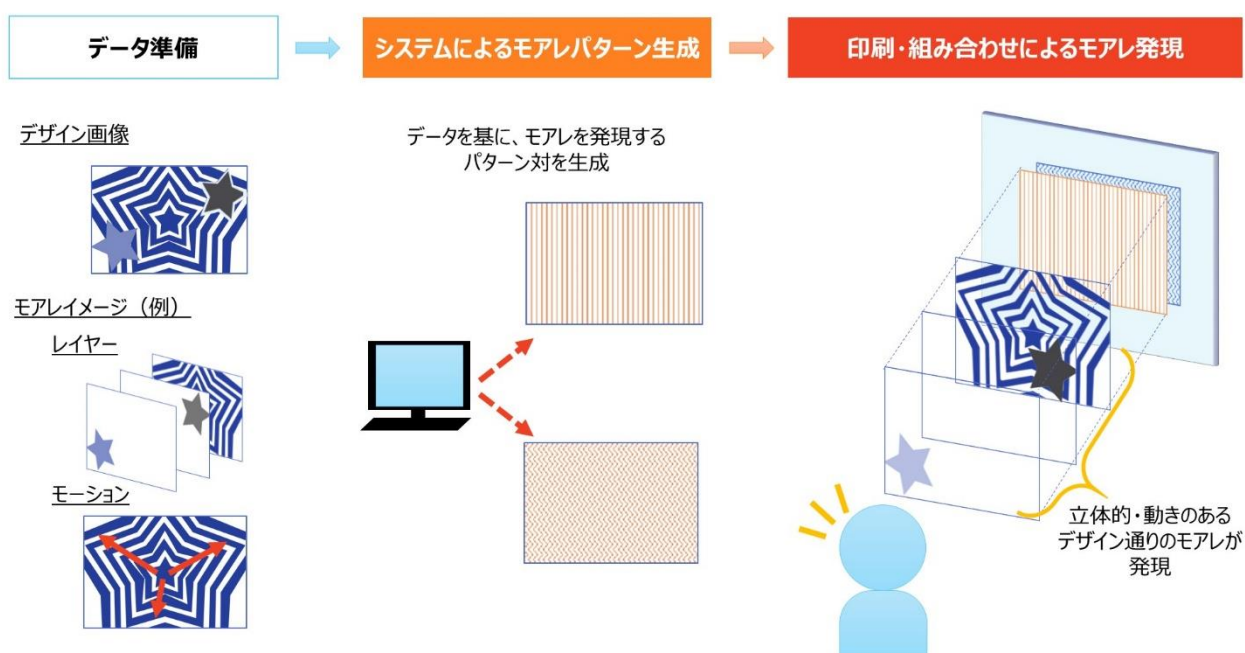 データ準備
システムによるモアレパターン生成
印刷・組み合わせによるモアレ発現
デザイン画像
モアレイメージ（例）
レイヤー
モーション
データを基に、モアレを発現する
パターン対を生成
立体的・動きのある
デザイン通りのモアレが
発現